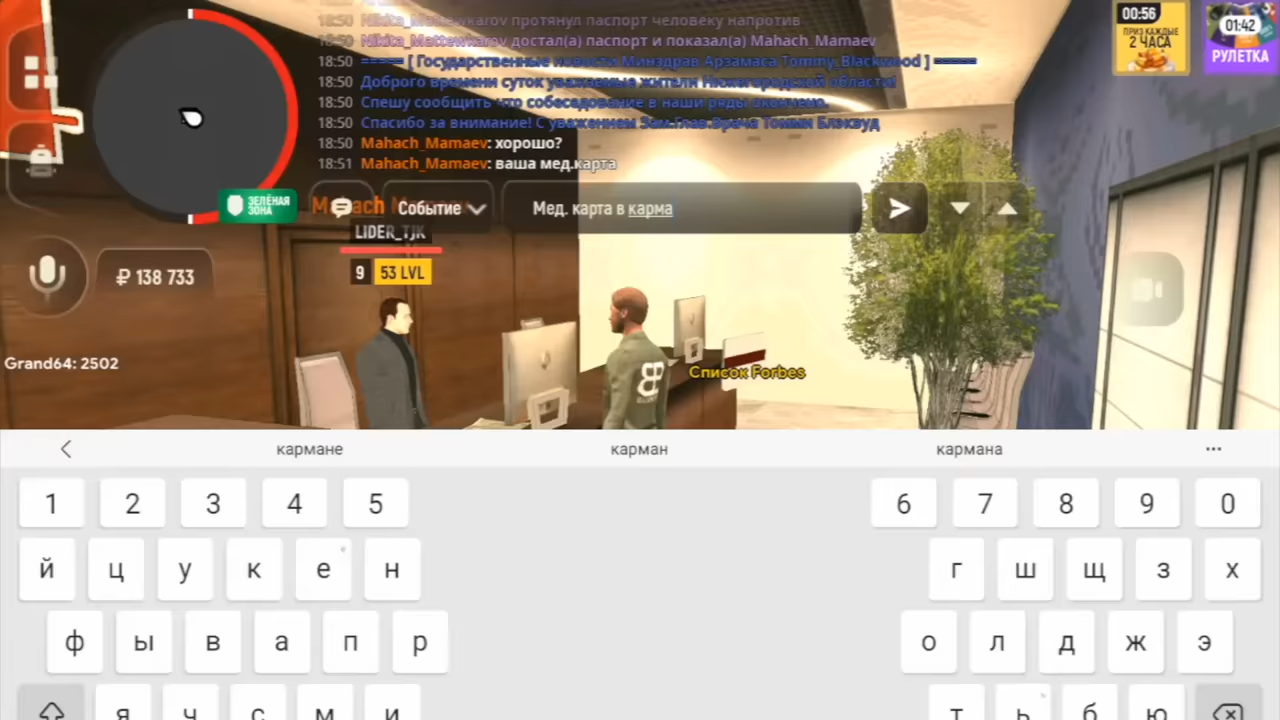 18:50 Nikita_Mattewkarov протянул паспорт человеку напротив
18:50 Nikita_Mattewkarov достал(а) паспорт и показал(а) Mahach_Mamaev
18:50 ===== [ Государственные новости Минздрав Арзамаса Tommy_Blackwood ] =====
18:50 Доброго времени суток уважаемые жители Нижегородской области!
18:50 Спешу сообщить что собеседование в наши ряды окончено.
18:50 Спасибо за внимание! С уважением Зам.Глав.Врача Томми Блэквуд
18:50 Mahach_Mamaev: хорошо?
18:51 Mahach_Mamaev: ваша мед.карта
00:56
ПРИЗ КАЖДЫЕ
2 ЧАСА
01:42
РУЛЕТКА
ЗЕЛЁНАЯ
ЗОНА
Событие
Мед. карта в карма
LIDER_TJK
9 53 LVL
₽ 138 733
Grand64: 2502
Список Forbes
кармане карман кармана ...
1 2 3 4 5 6 7 8 9 0
й ц у к е н г ш щ з х
ф ы в а п р о л д ж э
я ч с м и т ь б ю